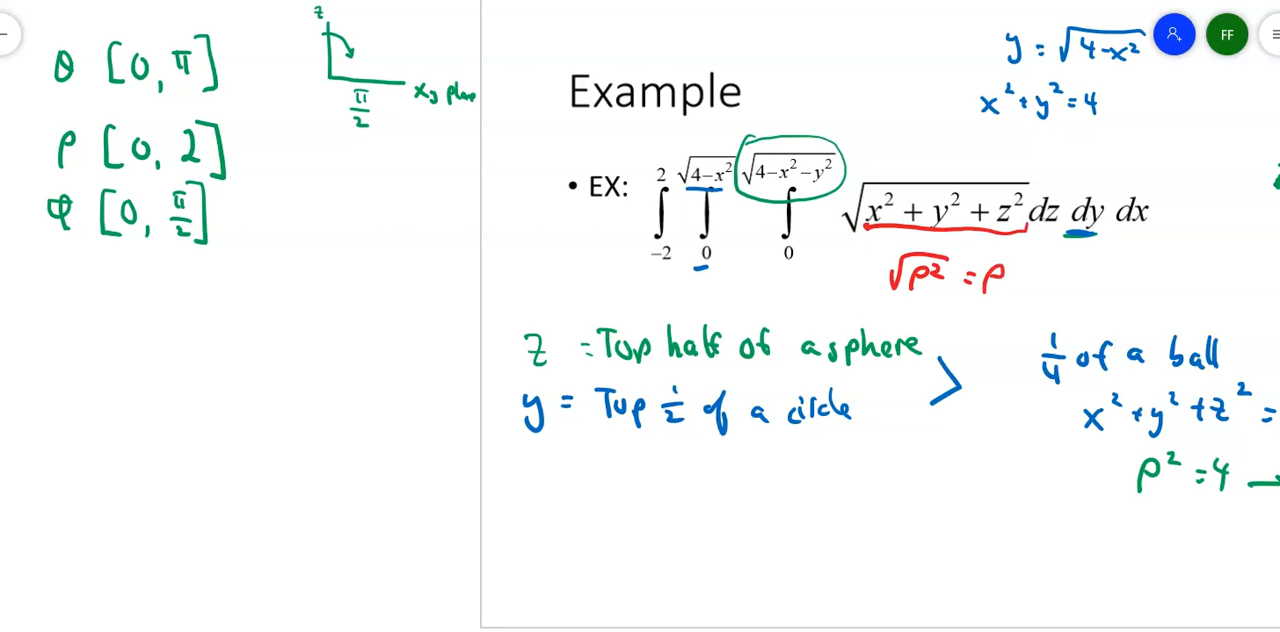 θ [0, π]
ρ [0, 2]
φ [0, π/2]
z
π/2
xy plane
y = √(4-x²)
x² + y² = 4
FF
Example
• EX: ∫_{-2}^{2} ∫_{0}^{√(4-x²)} ∫_{0}^{√(4-x²-y²)} √(x² + y² + z²) dz dy dx
√ρ² = ρ
z = Top half of a sphere
y = Top 1/2 of a circle
1/4 of a ball
x² + y² + z² =
ρ² = 4 →